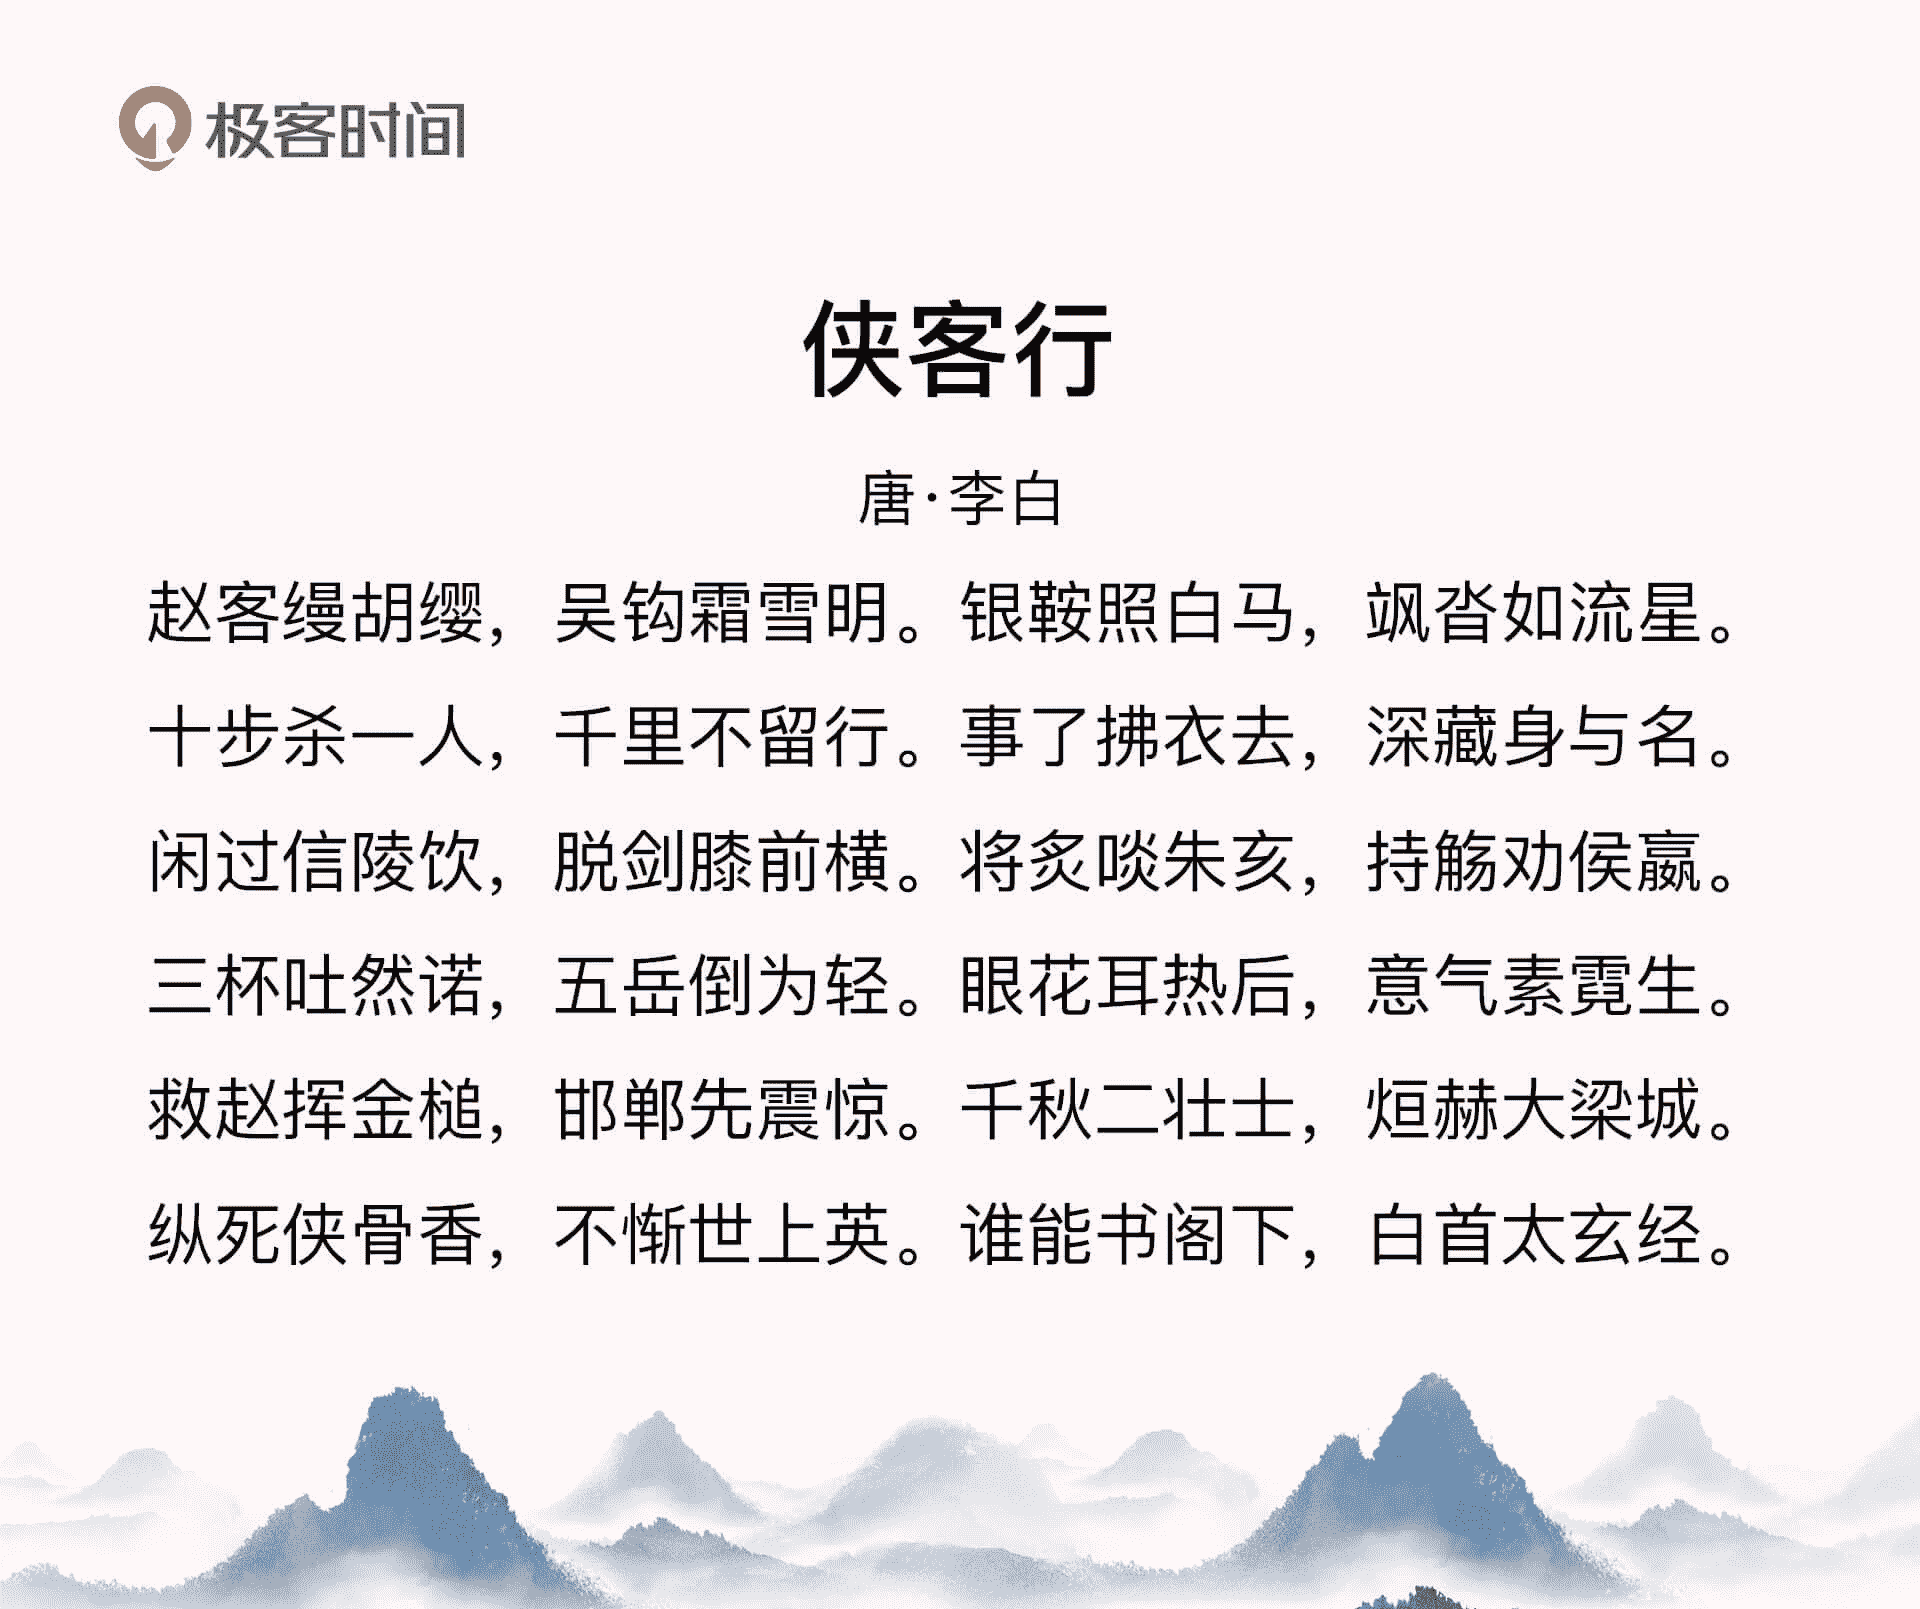 极客时间
侠客行
唐·李白
赵客缦胡缨，吴钩霜雪明。银鞍照白马，飒沓如流星。
十步杀一人，千里不留行。事了拂衣去，深藏身与名。
闲过信陵饮，脱剑膝前横。将炙啖朱亥，持觞劝侯嬴。
三杯吐然诺，五岳倒为轻。眼花耳热后，意气素霓生。
救赵挥金槌，邯郸先震惊。千秋二壮士，烜赫大梁城。
纵死侠骨香，不惭世上英。谁能书阁下，白首太玄经。